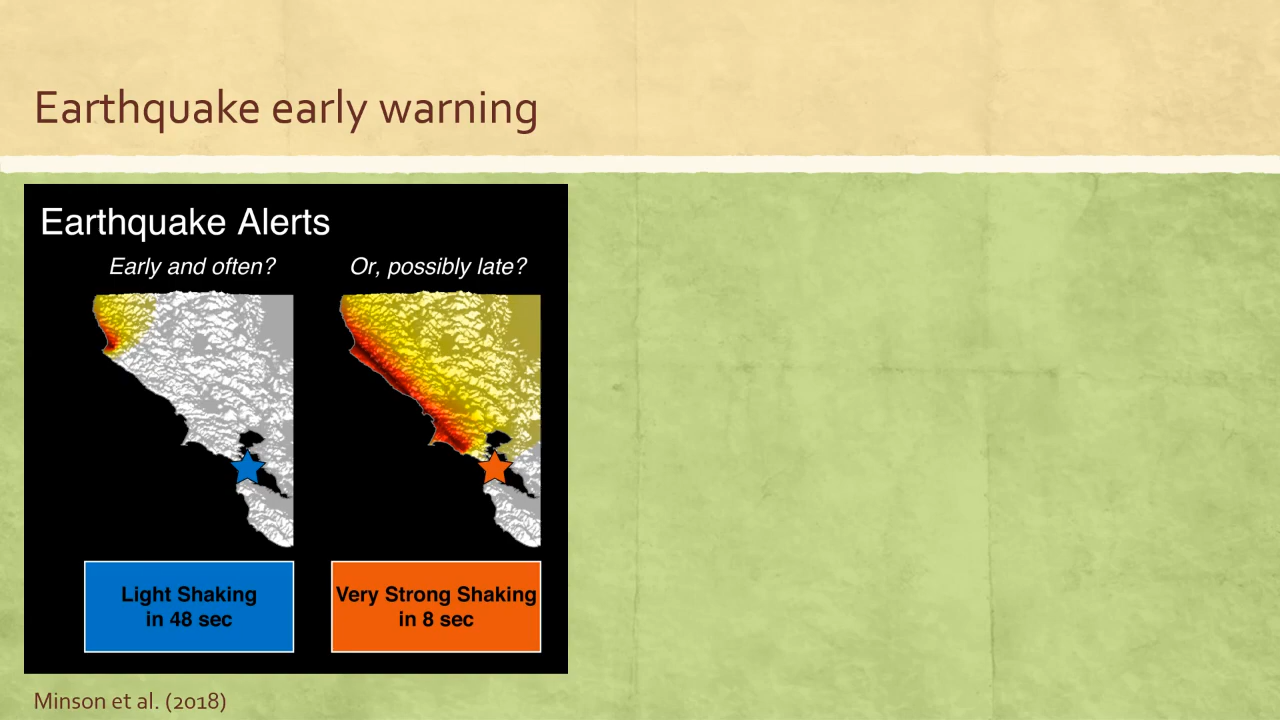 Earthquake early warning
Earthquake Alerts
Early and often?
Or, possibly late?
Light Shaking
in 48 sec
Very Strong Shaking
in 8 sec
Minson et al. (2018)